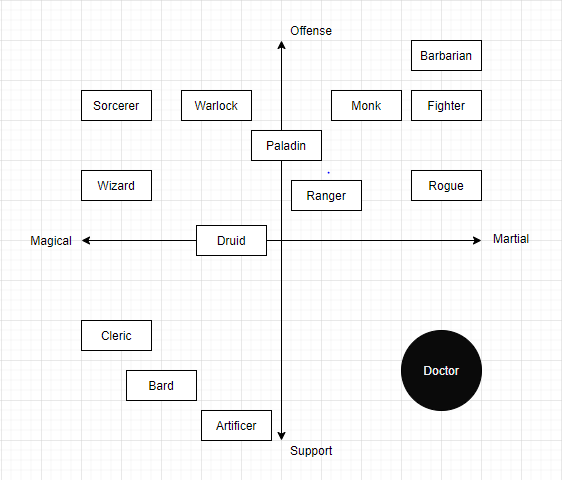 Offense
Barbarian
Sorcerer
Warlock
Monk
Fighter
Paladin
Wizard
Ranger
Rogue
Magical
Druid
Martial
Cleric
Doctor
Bard
Artificer
Support